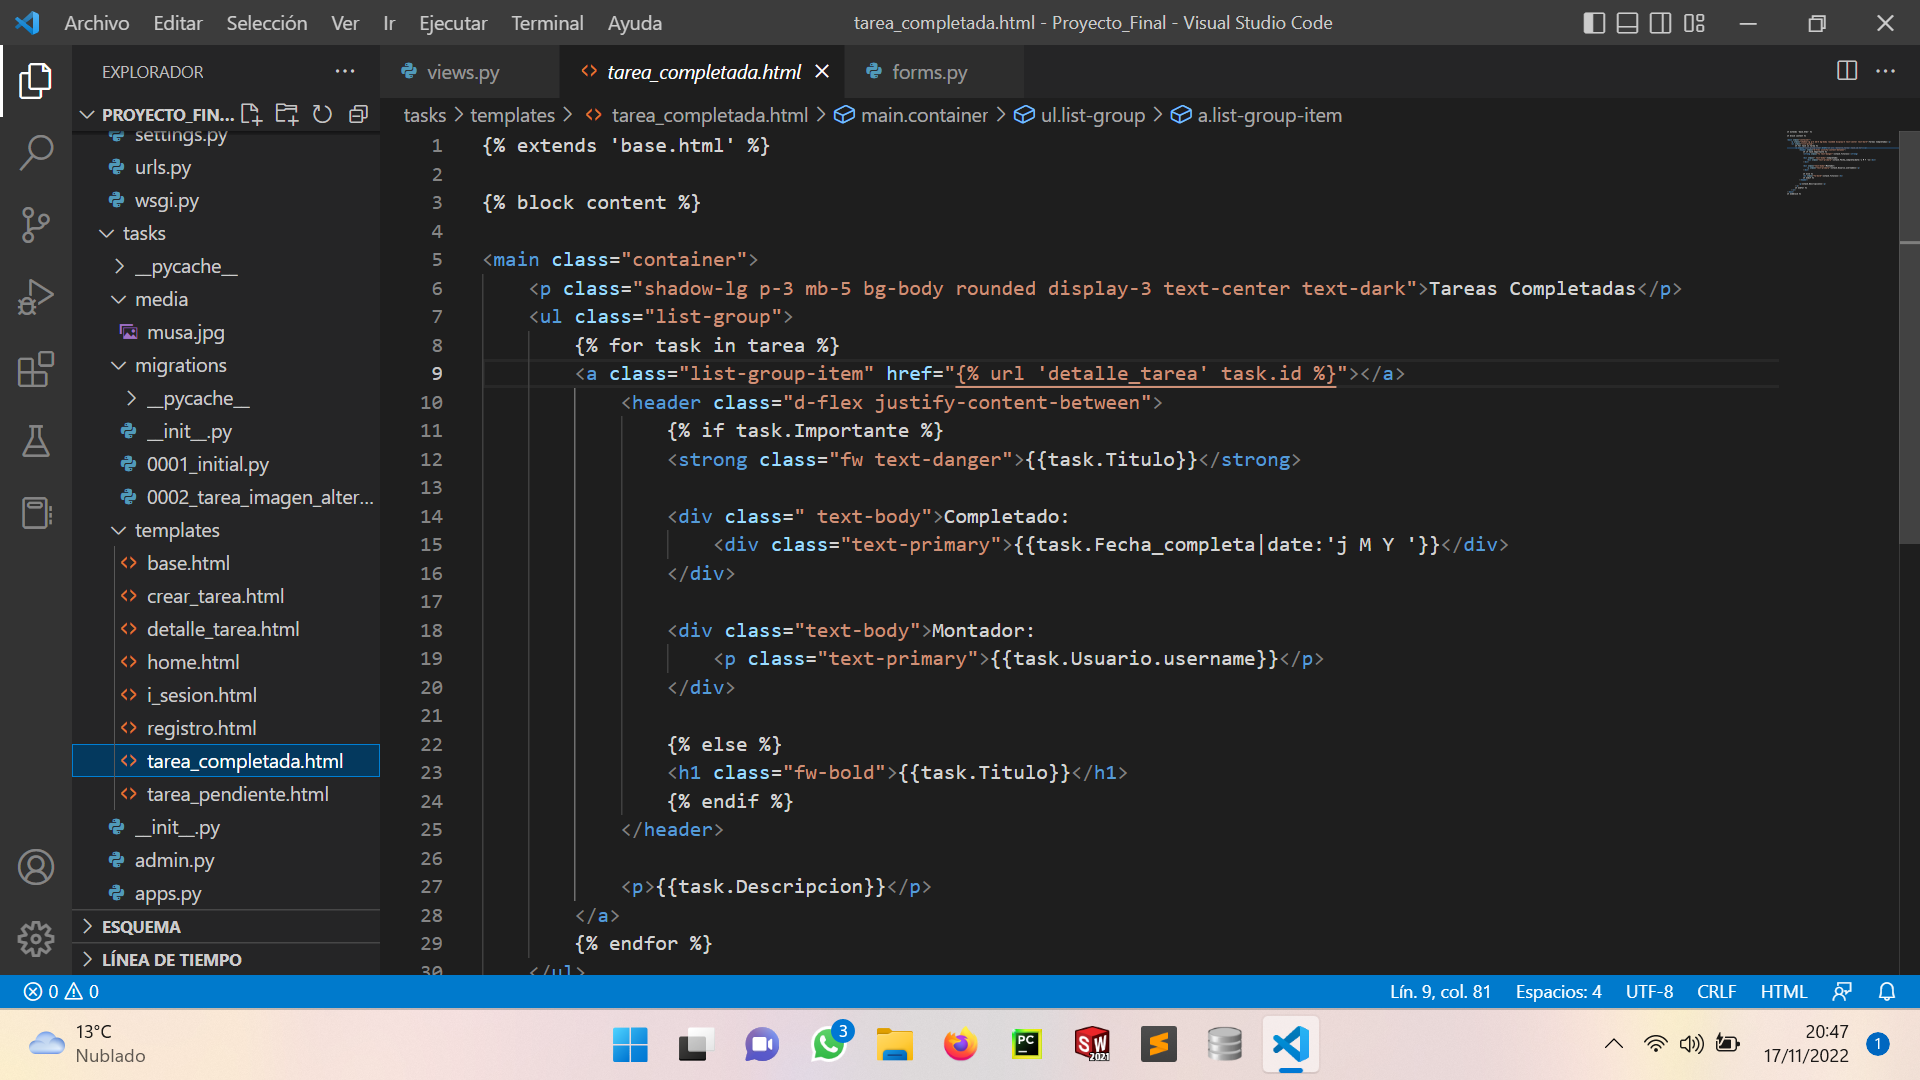 Archivo Editar Selección Ver Ir Ejecutar Terminal Ayuda
tarea_completada.html - Proyecto_Final - Visual Studio Code
EXPLORADOR
PROYECTO_FIN...
settings.py
urls.py
wsgi.py
tasks
__pycache__
media
musa.jpg
migrations
__pycache__
__init__.py
0001_initial.py
0002_tarea_imagen_alter...
templates
base.html
crear_tarea.html
detalle_tarea.html
home.html
i_sesion.html
registro.html
tarea_completada.html
tarea_pendiente.html
__init__.py
admin.py
apps.py
ESQUEMA
LÍNEA DE TIEMPO
views.py
tarea_completada.html
forms.py
tasks > templates > tarea_completada.html > main.container > ul.list-group > a.list-group-item
1 {% extends 'base.html' %}
2
3 {% block content %}
4
5 <main class="container">
6 <p class="shadow-lg p-3 mb-5 bg-body rounded display-3 text-center text-dark">Tareas Completadas</p>
7 <ul class="list-group">
8 {% for task in tarea %}
9 <a class="list-group-item" href="{% url 'detalle_tarea' task.id %}"></a>
10 <header class="d-flex justify-content-between">
11 {% if task.Importante %}
12 <strong class="fw text-danger">{{task.Titulo}}</strong>
13
14 <div class=" text-body">Completado:
15 <div class="text-primary">{{task.Fecha_completa|date:'j M Y '}}</div>
16 </div>
17
18 <div class="text-body">Montador:
19 <p class="text-primary">{{task.Usuario.username}}</p>
20 </div>
21
22 {% else %}
23 <h1 class="fw-bold">{{task.Titulo}}</h1>
24 {% endif %}
25 </header>
26
27 <p>{{task.Descripcion}}</p>
28 </a>
29 {% endfor %}
30 </ul>
0 0
Lín. 9, col. 81 Espacios: 4 UTF-8 CRLF HTML
13°C
Nublado
3
PC
SW
2021
20:47
17/11/2022
1